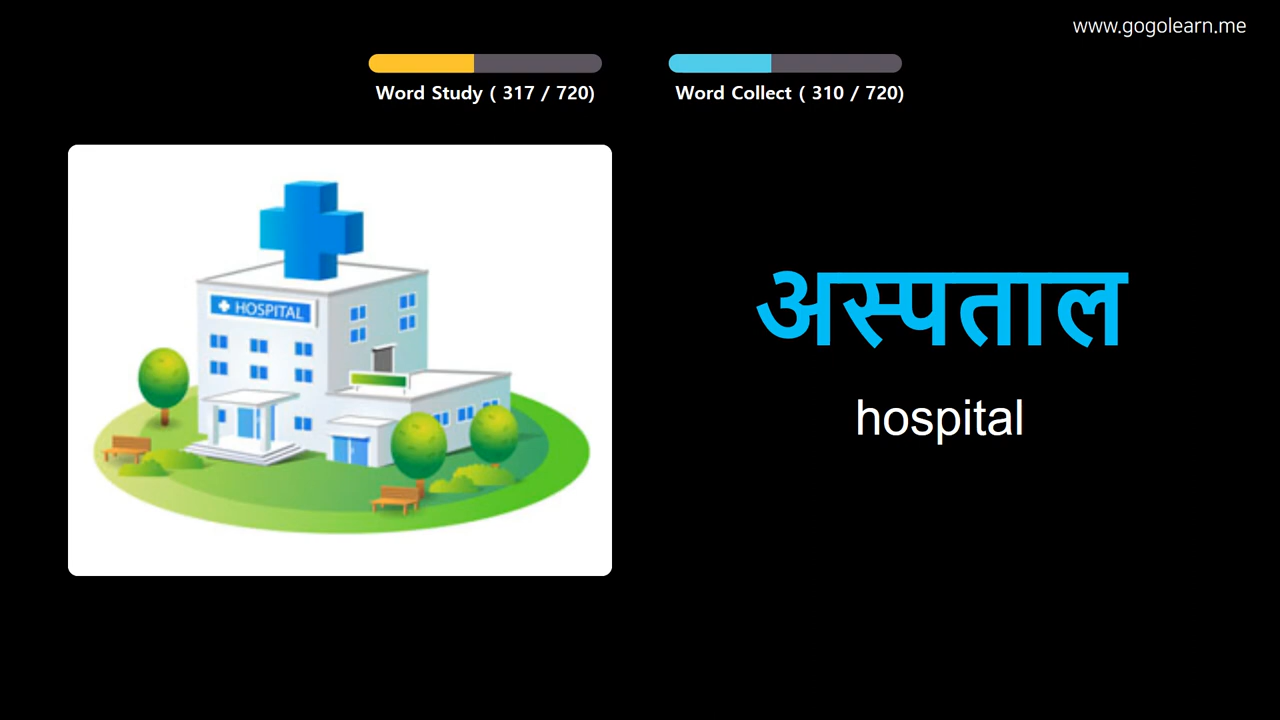 www.gogolearn.me
Word Study ( 317 / 720)
Word Collect ( 310 / 720)
HOSPITAL
अस्पताल
hospital